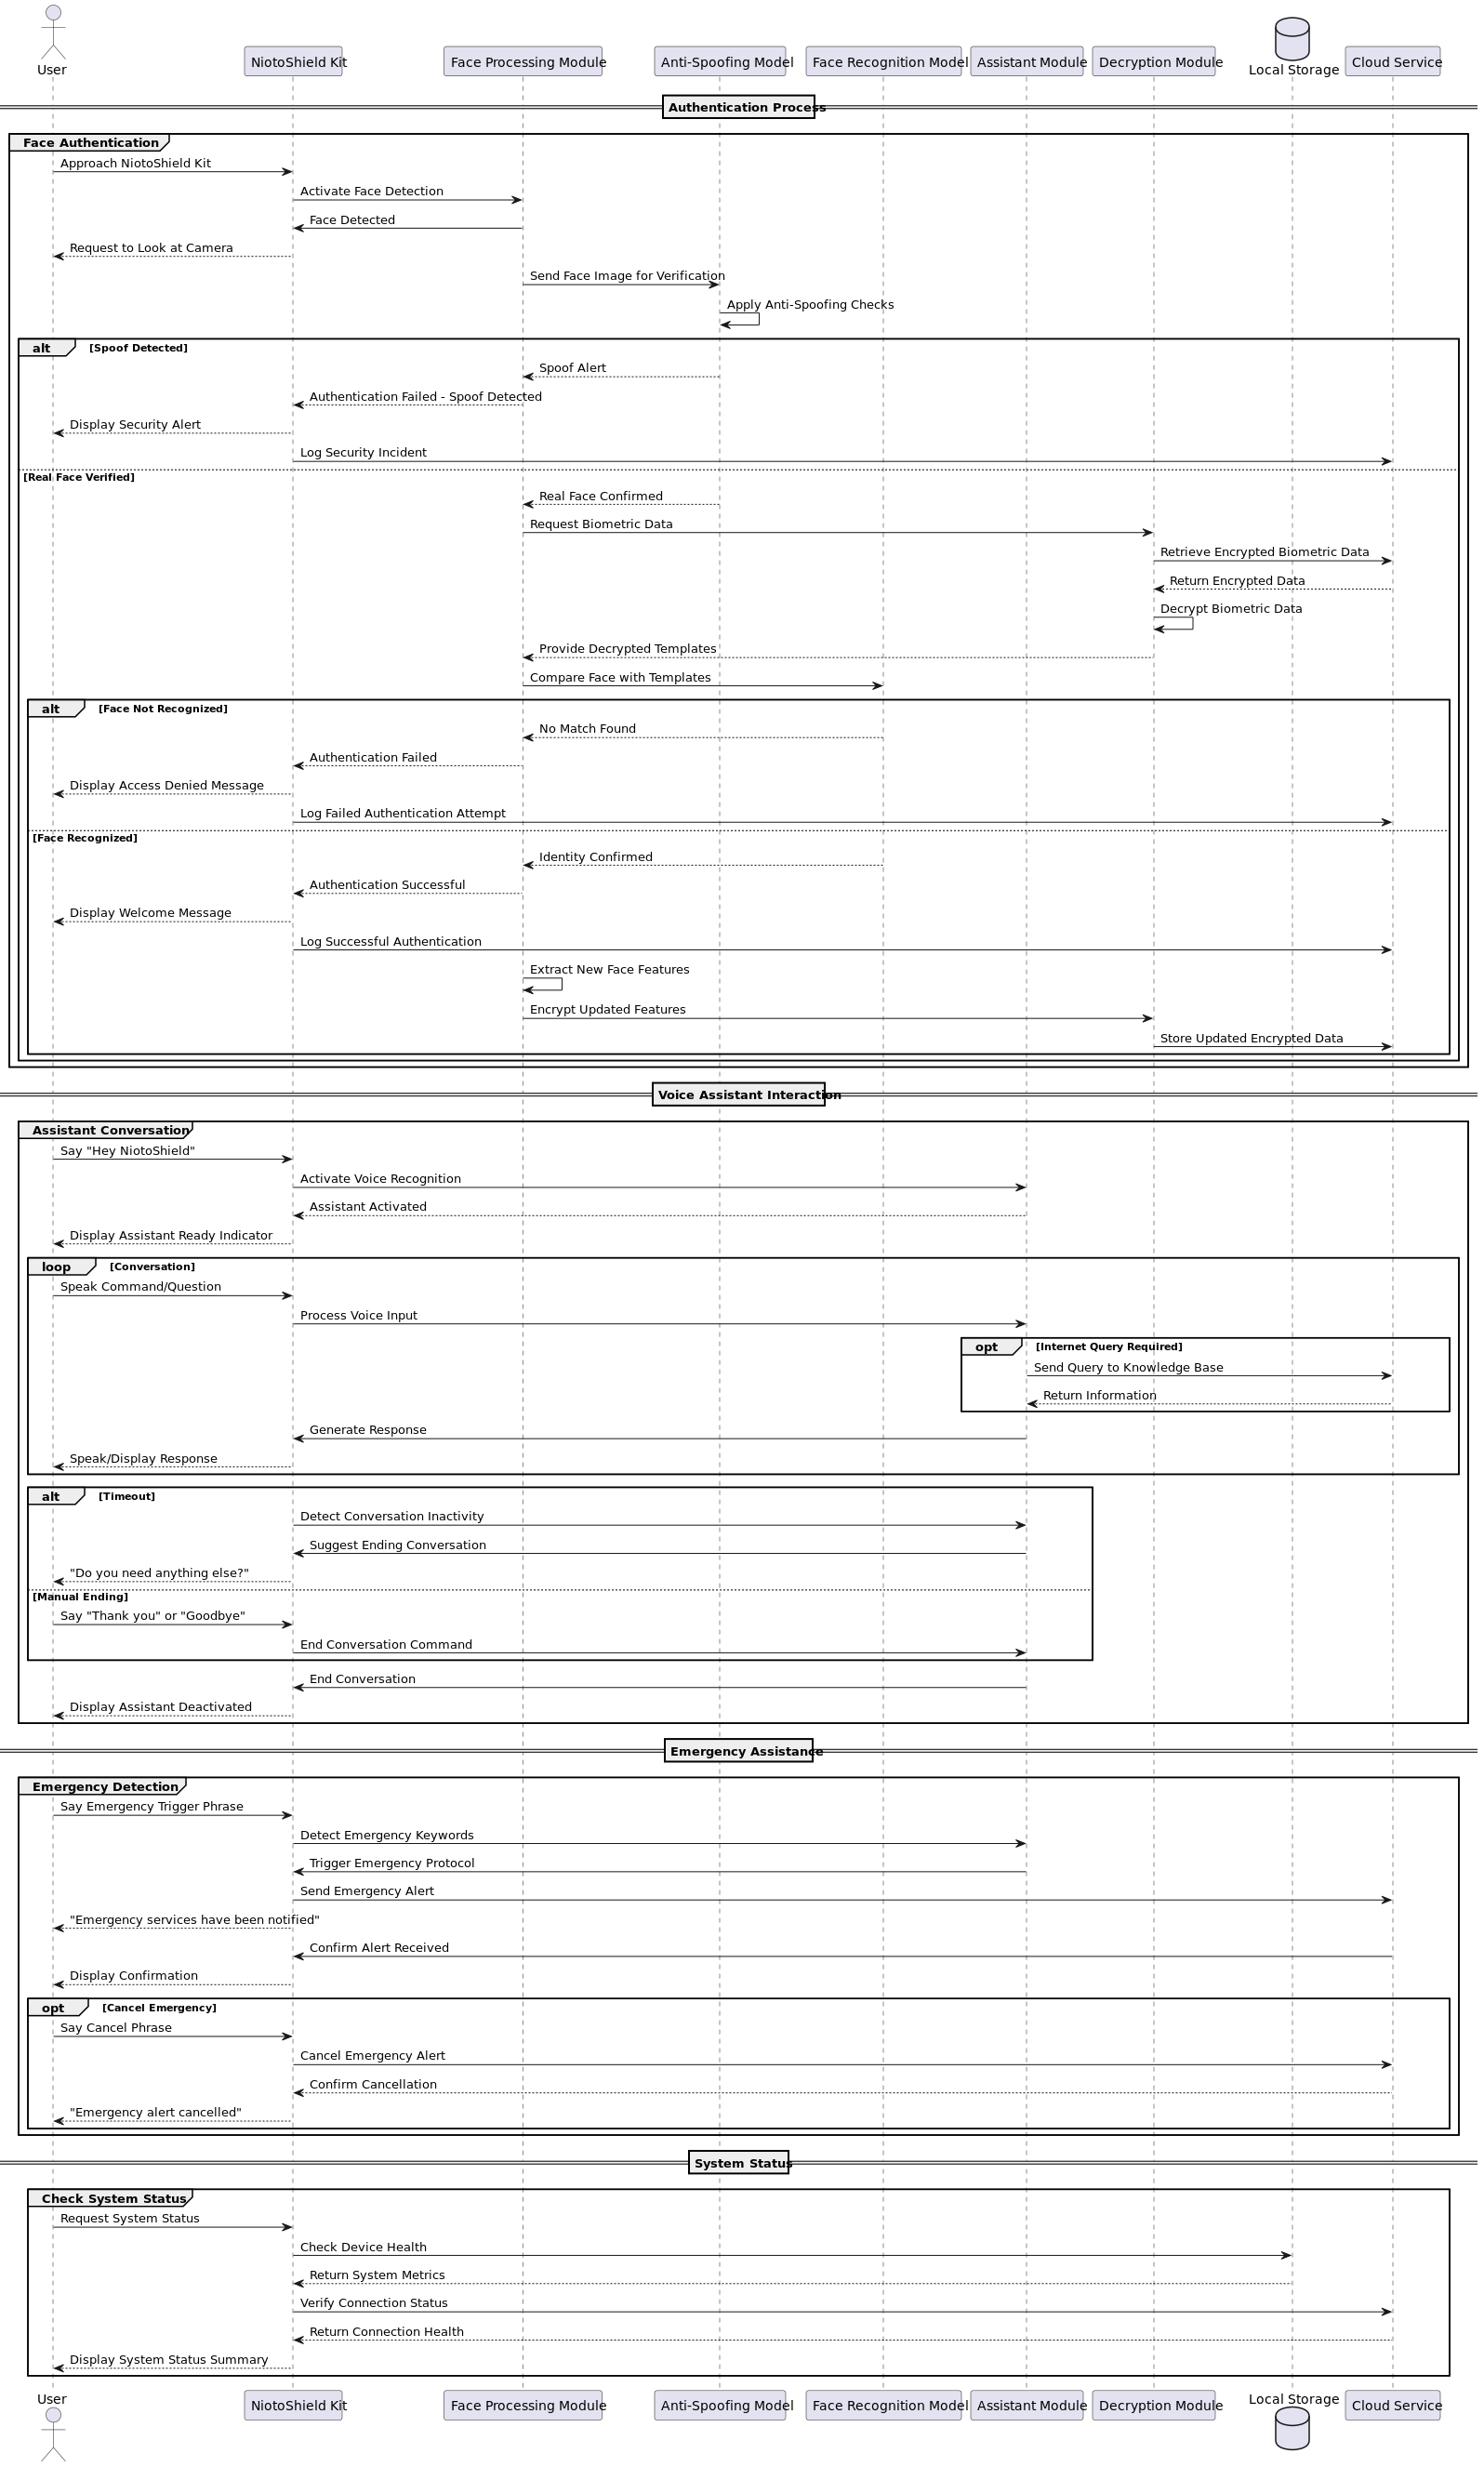 User
NiotoShield Kit
Face Processing Module
Anti-Spoofing Model
Face Recognition Model
Assistant Module
Decryption Module
Local Storage
Cloud Service
Authentication Process
Face Authentication
Approach NiotoShield Kit
Activate Face Detection
Face Detected
Request to Look at Camera
Send Face Image for Verification
Apply Anti-Spoofing Checks
alt [Spoof Detected]
Spoof Alert
Authentication Failed - Spoof Detected
Display Security Alert
Log Security Incident
[Real Face Verified]
Real Face Confirmed
Request Biometric Data
Retrieve Encrypted Biometric Data
Return Encrypted Data
Decrypt Biometric Data
Provide Decrypted Templates
Compare Face with Templates
alt [Face Not Recognized]
No Match Found
Authentication Failed
Display Access Denied Message
Log Failed Authentication Attempt
[Face Recognized]
Identity Confirmed
Authentication Successful
Display Welcome Message
Log Successful Authentication
Extract New Face Features
Encrypt Updated Features
Store Updated Encrypted Data
Voice Assistant Interaction
Assistant Conversation
Say "Hey NiotoShield"
Activate Voice Recognition
Assistant Activated
Display Assistant Ready Indicator
loop [Conversation]
Speak Command/Question
Process Voice Input
opt [Internet Query Required]
Send Query to Knowledge Base
Return Information
Generate Response
Speak/Display Response
alt [Timeout]
Detect Conversation Inactivity
Suggest Ending Conversation
"Do you need anything else?"
[Manual Ending]
Say "Thank you" or "Goodbye"
End Conversation Command
End Conversation
Display Assistant Deactivated
Emergency Assistance
Emergency Detection
Say Emergency Trigger Phrase
Detect Emergency Keywords
Trigger Emergency Protocol
Send Emergency Alert
"Emergency services have been notified"
Confirm Alert Received
Display Confirmation
opt [Cancel Emergency]
Say Cancel Phrase
Cancel Emergency Alert
Confirm Cancellation
"Emergency alert cancelled"
System Status
Check System Status
Request System Status
Check Device Health
Return System Metrics
Verify Connection Status
Return Connection Health
Display System Status Summary
User
NiotoShield Kit
Face Processing Module
Anti-Spoofing Model
Face Recognition Model
Assistant Module
Decryption Module
Local Storage
Cloud Service